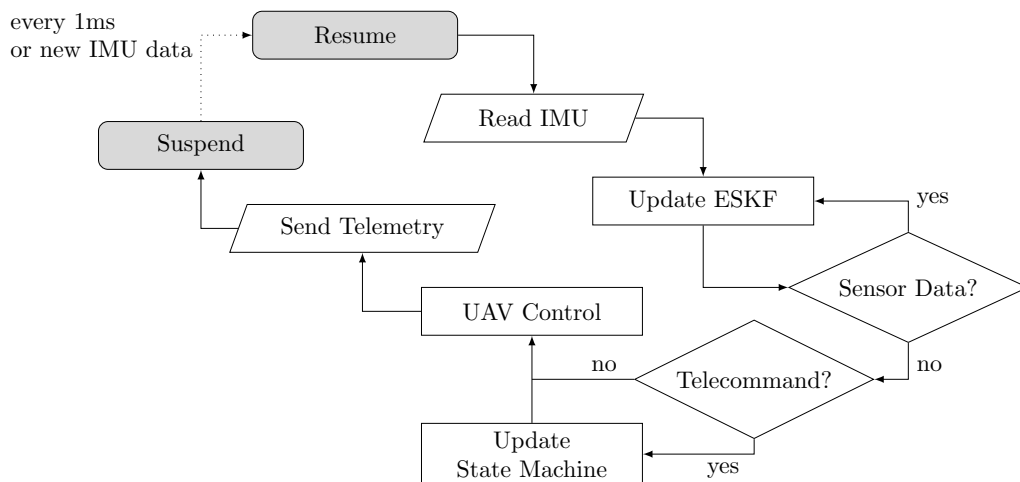 every 1ms
or new IMU data
Resume
Read IMU
Suspend
Update ESKF
yes
Send Telemetry
Sensor Data?
UAV Control
no
Telecommand?
no
Update
State Machine
yes